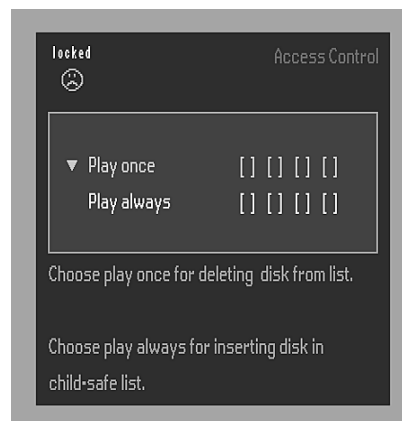 locked
Access Control
▼ Play once [ ] [ ] [ ] [ ]
Play always [ ] [ ] [ ] [ ]
Choose play once for deleting disk from list.
Choose play always for inserting disk in
child-safe list.